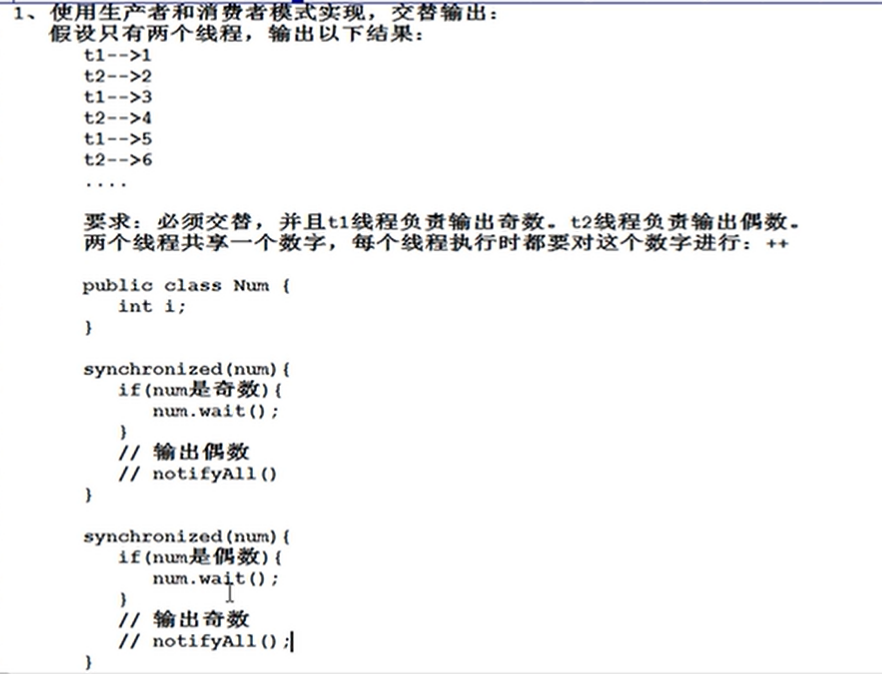 1、使用生产者和消费者模式实现，交替输出：
假设只有两个线程，输出以下结果：
t1-->1
t2-->2
t1-->3
t2-->4
t1-->5
t2-->6
....
要求：必须交替，并且t1线程负责输出奇数。t2线程负责输出偶数。
两个线程共享一个数字，每个线程执行时都要对这个数字进行：++
public class Num {
int i;
}
synchronized(num){
if(num是奇数){
num.wait();
}
// 输出偶数
// notifyAll()
}
synchronized(num){
if(num是偶数){
num.wait();
}
// 输出奇数
// notifyAll();
}